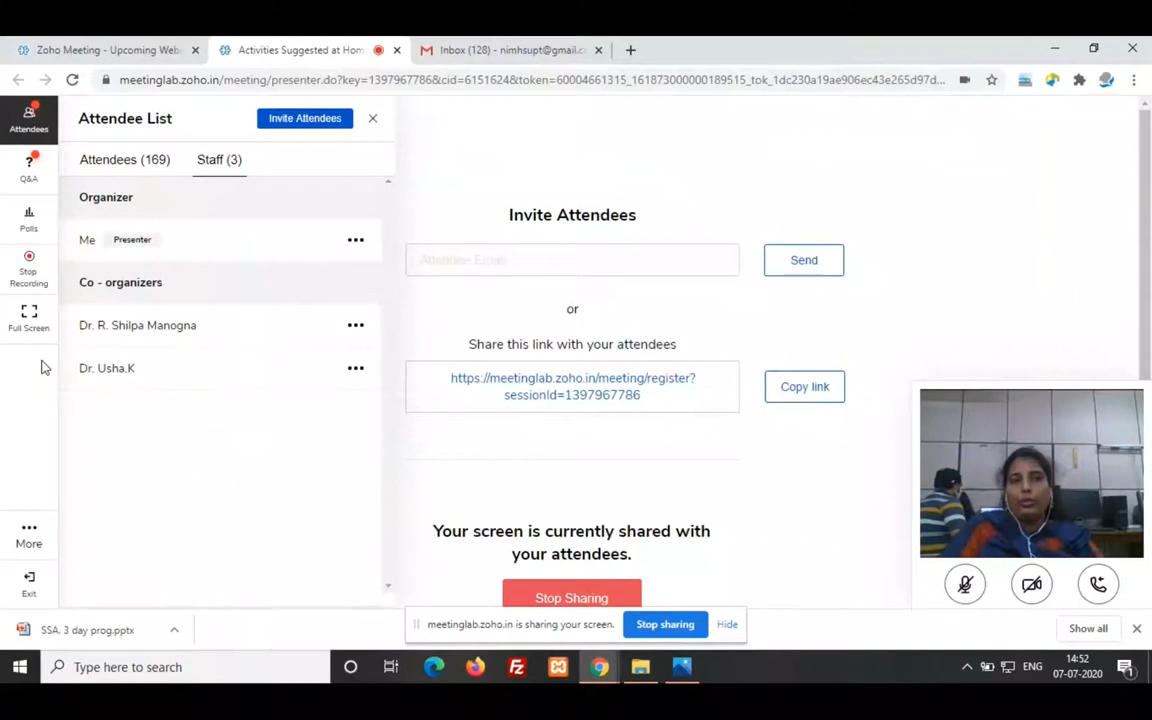 Zoho Meeting - Upcoming Web
Activities Suggested at Hom
Inbox (128) - nimhsupt@gmail.c
meetinglab.zoho.in/meeting/presenter.do?key=1397967786&cid=6151624&token=60004661315_161873000000189515_tok_1dc230a19ae906ec43e265d97d...
Attendees
Q&A
Polls
Stop
Recording
Full Screen
More
Exit
Attendee List
Invite Attendees
Attendees (169)
Staff (3)
Organizer
Me Presenter
Co - organizers
Dr. R. Shilpa Manogna
Dr. Usha.K
Invite Attendees
Attendee Email
Send
or
Share this link with your attendees
https://meetinglab.zoho.in/meeting/register?
sessionId=1397967786
Copy link
Your screen is currently shared with
your attendees.
Stop Sharing
meetinglab.zoho.in is sharing your screen.
Stop sharing
Hide
SSA. 3 day prog.pptx
Show all
Type here to search
ENG
14:52
07-07-2020
1